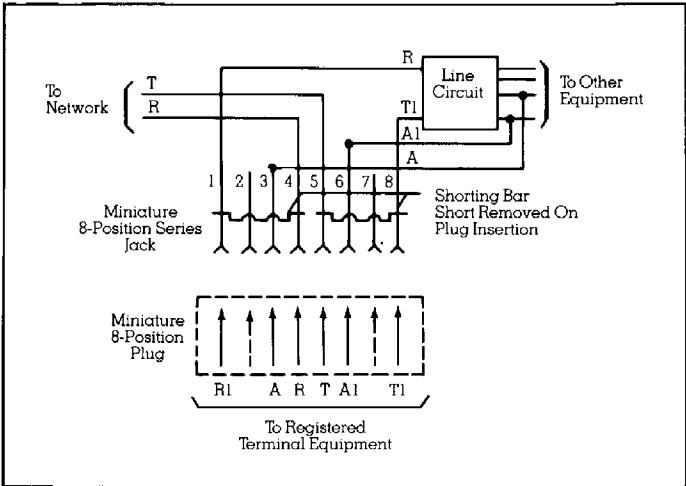 R
Line
Circuit
To Other
Equipment
To
Network
T
R
T1
A1
A
1 2 3 4 5 6 7 8
Miniature
8-Position Series
Jack
Shorting Bar
Short Removed On
Plug Insertion
Miniature
8-Position
Plug
R1 A R T A1 T1
To Registered
Terminal Equipment